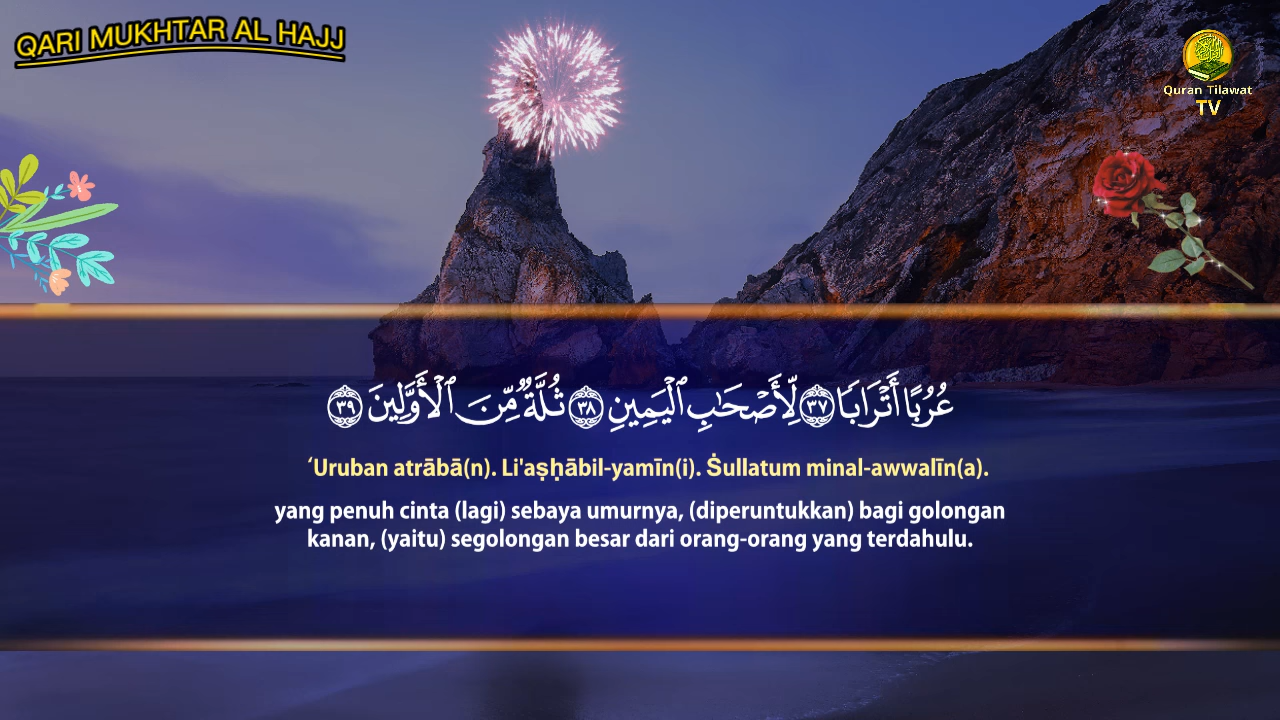 QARI MUKHTAR AL HAJJ
Quran Tilawat
TV
عُرُبًا أَتْرَابًا ٣٧ لِّأَصْحَٰبِ ٱلْيَمِينِ ٣٨ ثُلَّةٌ مِّنَ ٱلْأَوَّلِينَ ٣٩
‘Uruban atrābā(n). Li'aṣḥābil-yamīn(i). Ṡullatum minal-awwalīn(a).
yang penuh cinta (lagi) sebaya umurnya, (diperuntukkan) bagi golongan
kanan, (yaitu) segolongan besar dari orang-orang yang terdahulu.